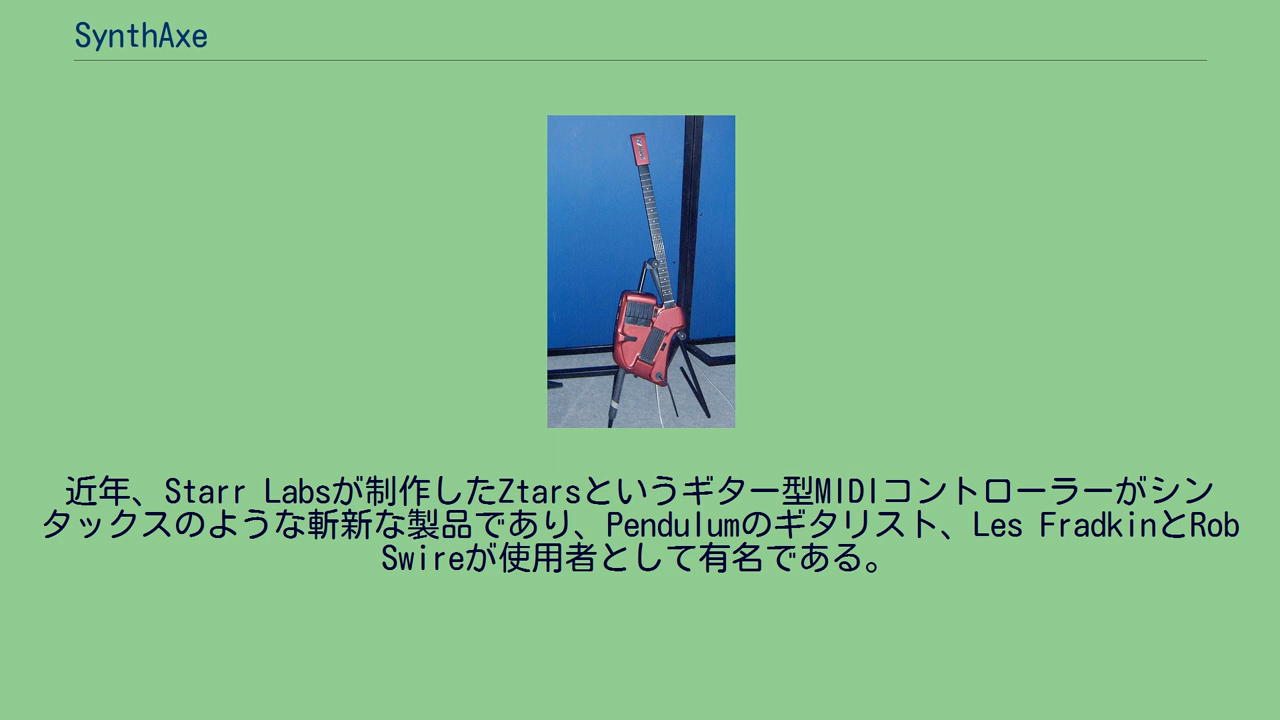 SynthAxe
近年、Starr Labsが制作したZtarsというギター型MIDIコントローラーがシン
タックスのような斬新な製品であり、Pendulumのギタリスト、Les FradkinとRob
Swireが使用者として有名である。